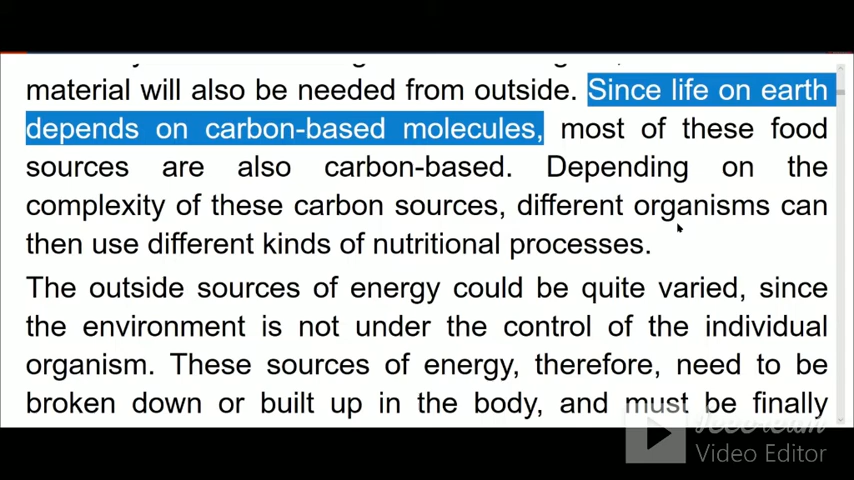 material will also be needed from outside. Since life on earth
depends on carbon-based molecules, most of these food
sources are also carbon-based. Depending on the
complexity of these carbon sources, different organisms can
then use different kinds of nutritional processes.
The outside sources of energy could be quite varied, since
the environment is not under the control of the individual
organism. These sources of energy, therefore, need to be
broken down or built up in the body, and must be finally
Video Editor